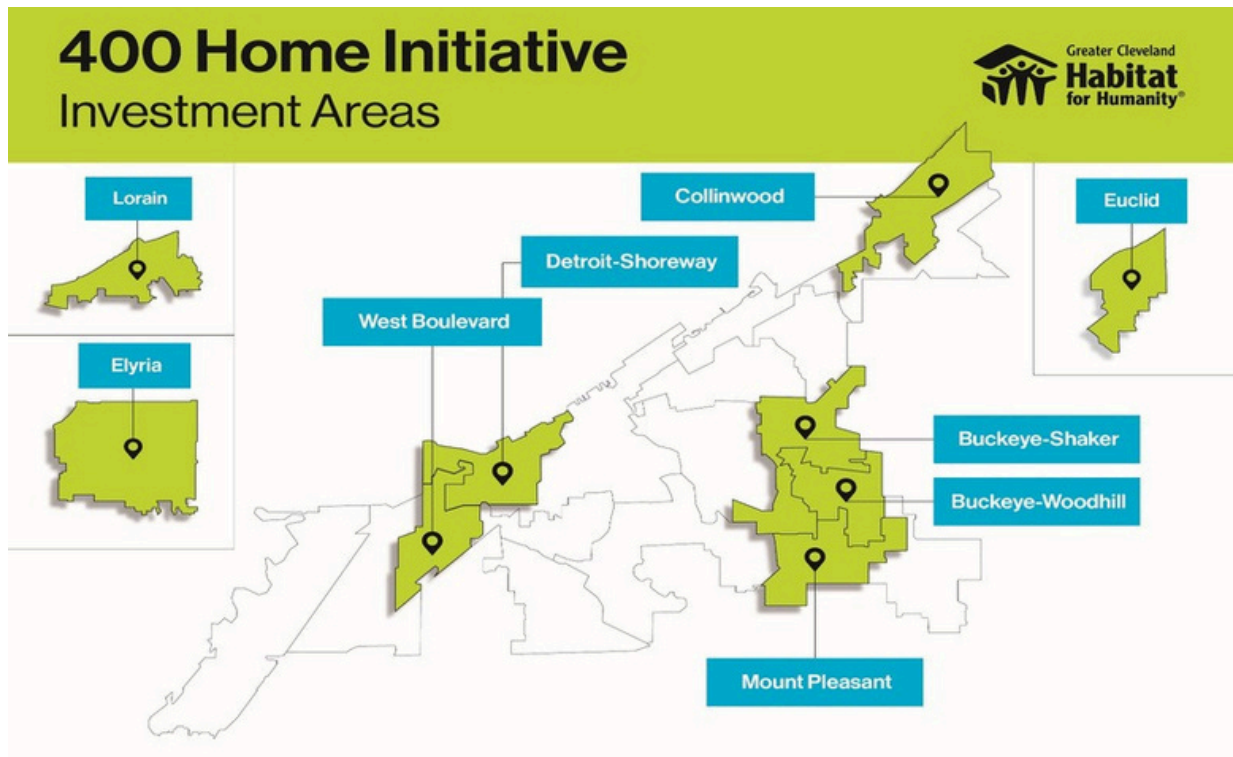 400 Home Initiative
Investment Areas
Greater Cleveland
Habitat
for Humanity®
Lorain
Collinwood
Euclid
Detroit-Shoreway
West Boulevard
Elyria
Buckeye-Shaker
Buckeye-Woodhill
Mount Pleasant